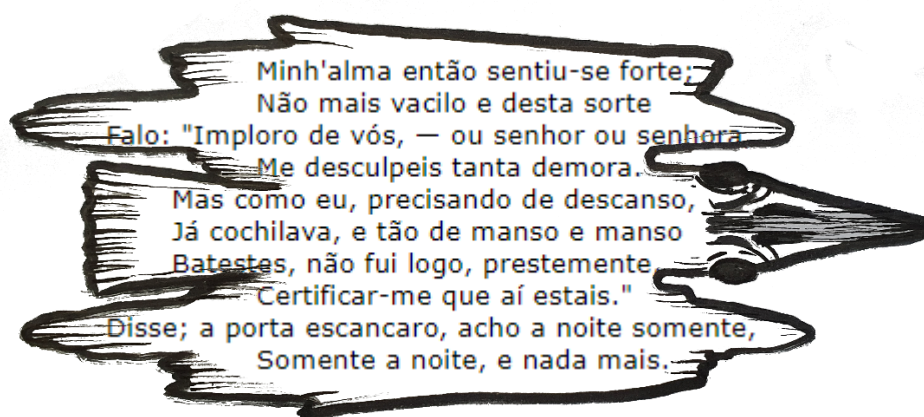 Minh'alma então sentiu-se forte;
Não mais vacilo e desta sorte
Falo: "Imploro de vós, — ou senhor ou senhora,
Me desculpeis tanta demora.
Mas como eu, precisando de descanso,
Já cochilava, e tão de manso e manso
Batestes, não fui logo, prestemente,
Certificar-me que aí estais."
Disse; a porta escancaro, acho a noite somente,
Somente a noite, e nada mais.